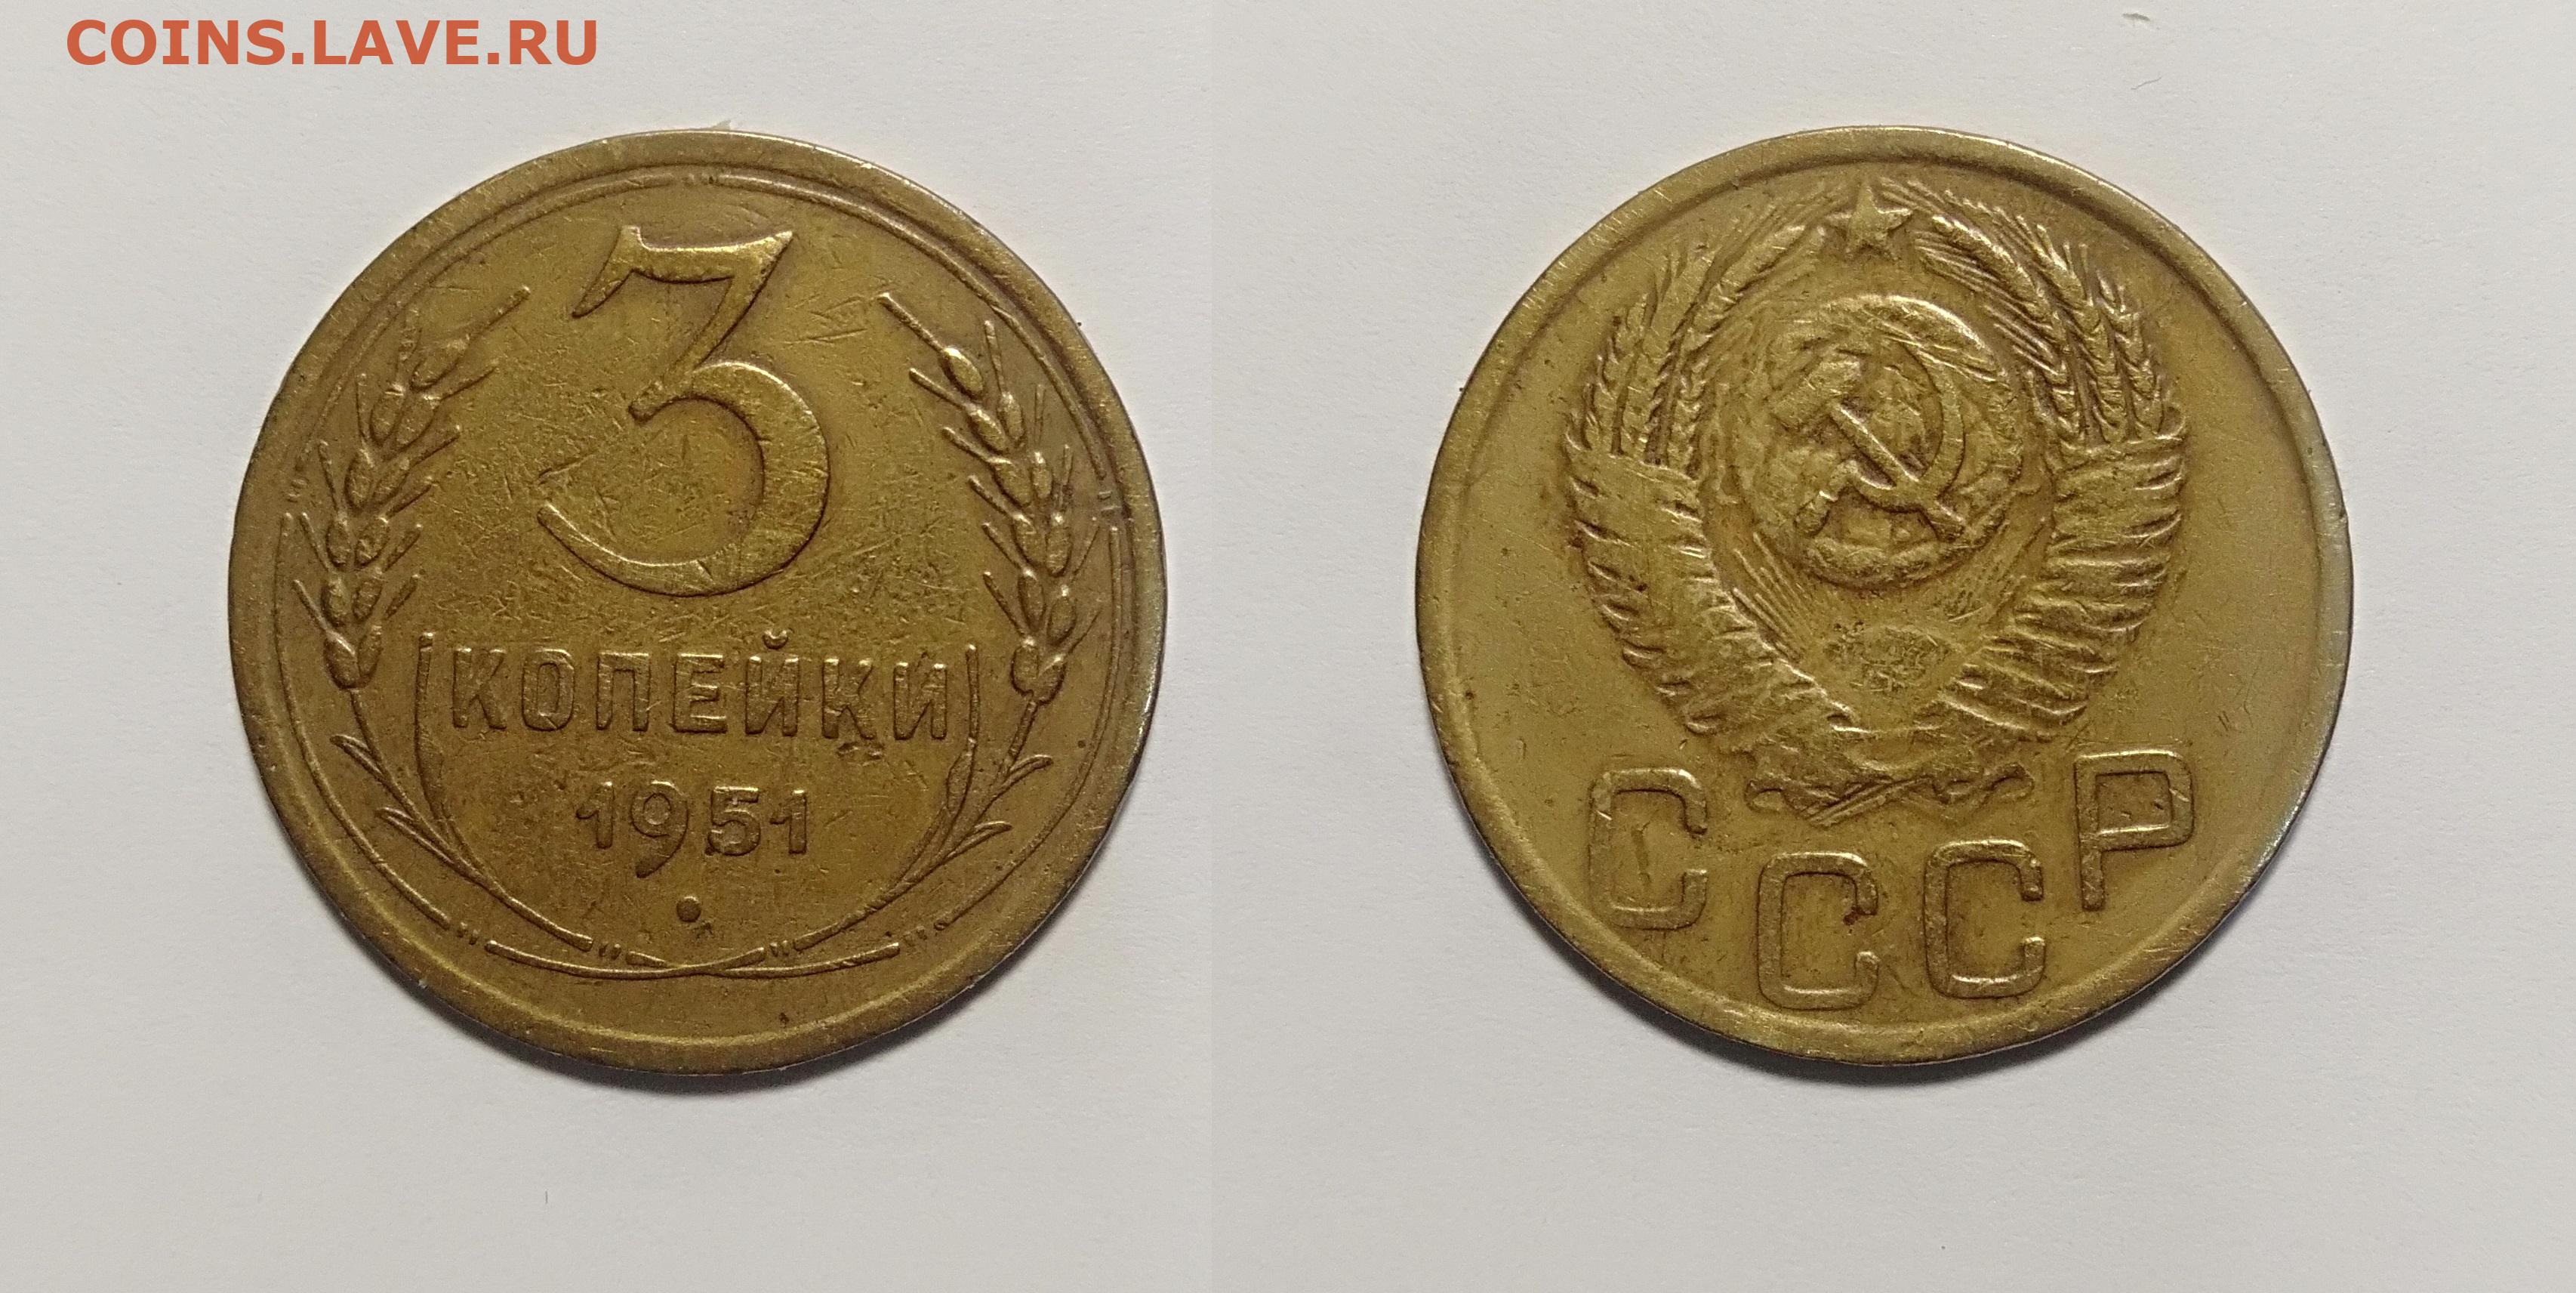 COINS.LAVE.RU
3
КОПЕЙКИ
1951
СССР